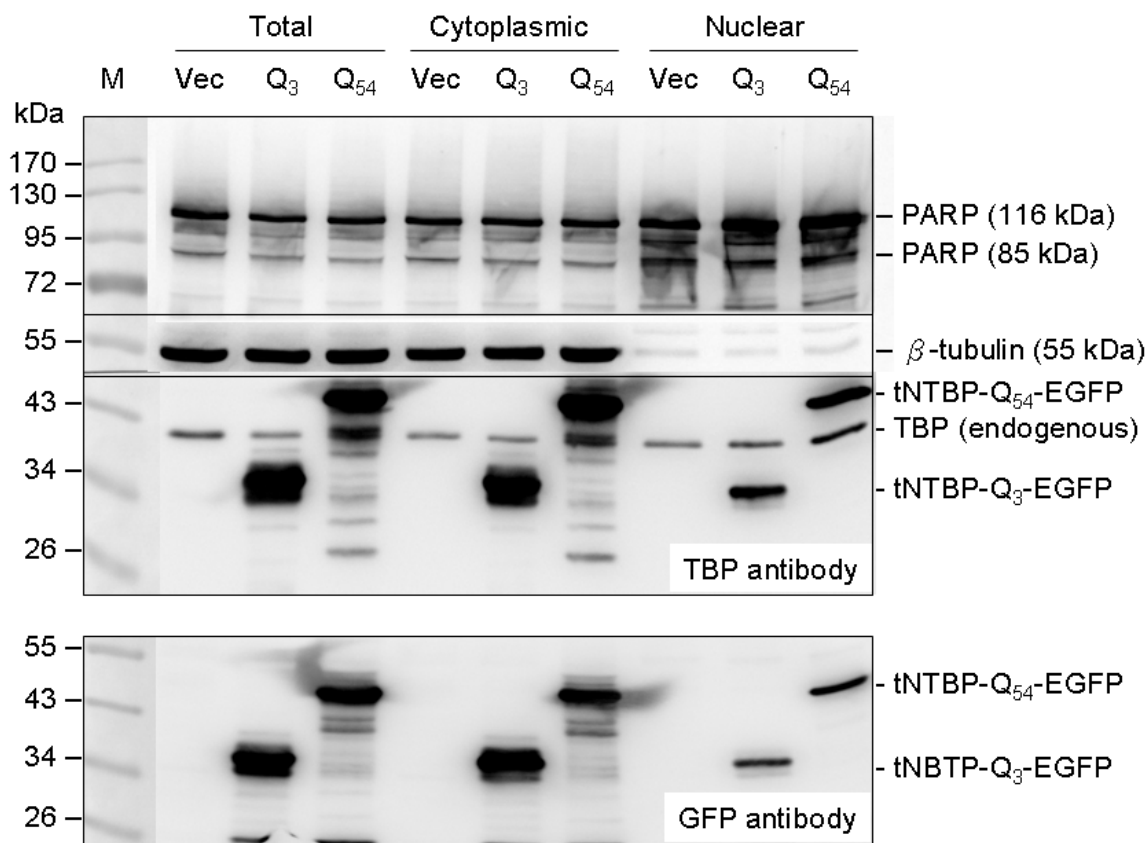 Total Cytoplasmic Nuclear
M Vec Q₃ Q₅₄ Vec Q₃ Q₅₄ Vec Q₃ Q₅₄
kDa
170
130
PARP (116 kDa)
95
PARP (85 kDa)
72
55
β-tubulin (55 kDa)
43
tNTBP-Q₅₄-EGFP
TBP (endogenous)
34
tNTBP-Q₃-EGFP
26
TBP antibody
55
tNTBP-Q₅₄-EGFP
43
34
tNBTP-Q₃-EGFP
26
GFP antibody